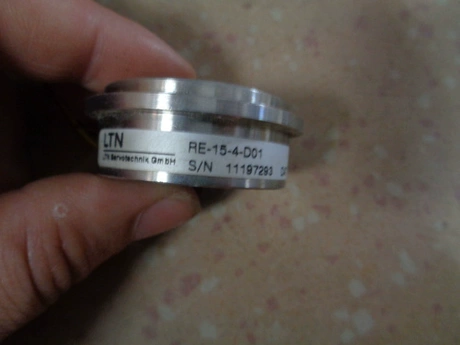 LTN
LTN Servotechnik GmbH
RE-15-4-D01
S/N 11197293